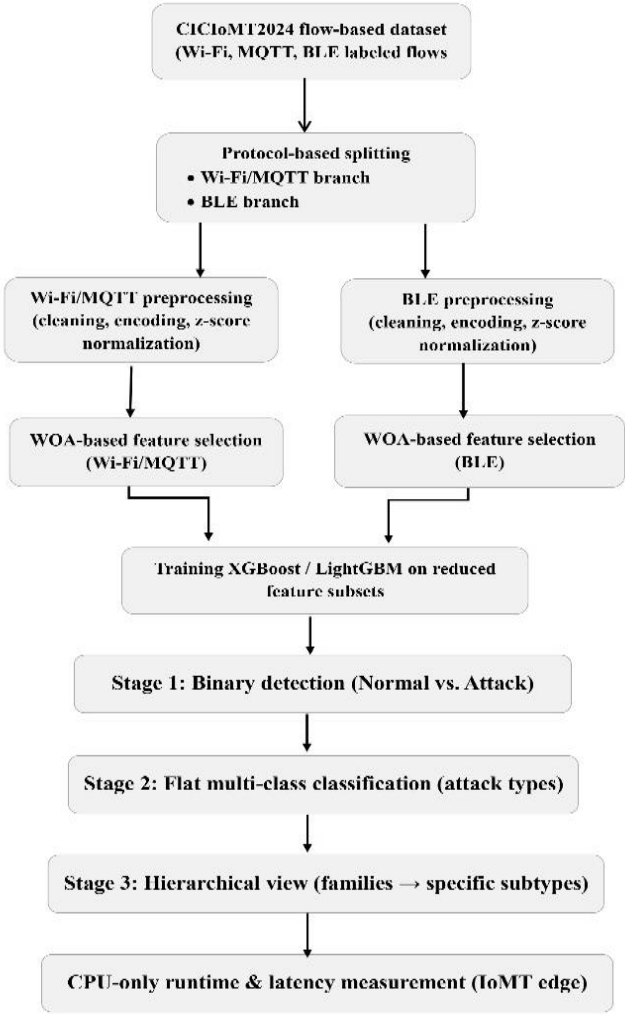 CICIoMT2024 flow-based dataset
(Wi-Fi, MQTT, BLE labeled flows
Protocol-based splitting
• Wi-Fi/MQTT branch
• BLE branch
Wi-Fi/MQTT preprocessing
(cleaning, encoding, z-score
normalization)
BLE preprocessing
(cleaning, encoding, z-score
normalization)
WOA-based feature selection
(Wi-Fi/MQTT)
WOA-based feature selection
(BLE)
Training XGBoost / LightGBM on reduced
feature subsets
Stage 1: Binary detection (Normal vs. Attack)
Stage 2: Flat multi-class classification (attack types)
Stage 3: Hierarchical view (families → specific subtypes)
CPU-only runtime & latency measurement (IoMT edge)